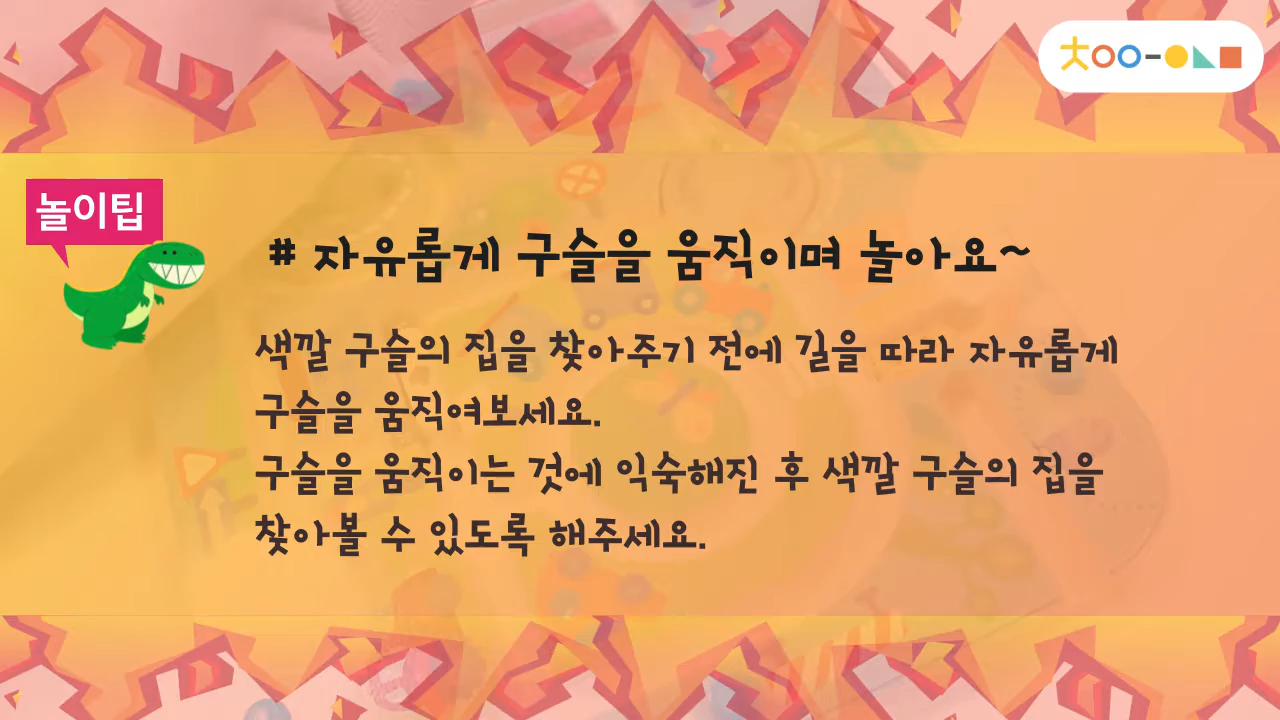 놀이팁
# 자유롭게 구슬을 움직이며 놀아요~
색깔 구슬의 집을 찾아주기 전에 길을 따라 자유롭게
구슬을 움직여보세요.
구슬을 움직이는 것에 익숙해진 후 색깔 구슬의 집을
찾아볼 수 있도록 해주세요.